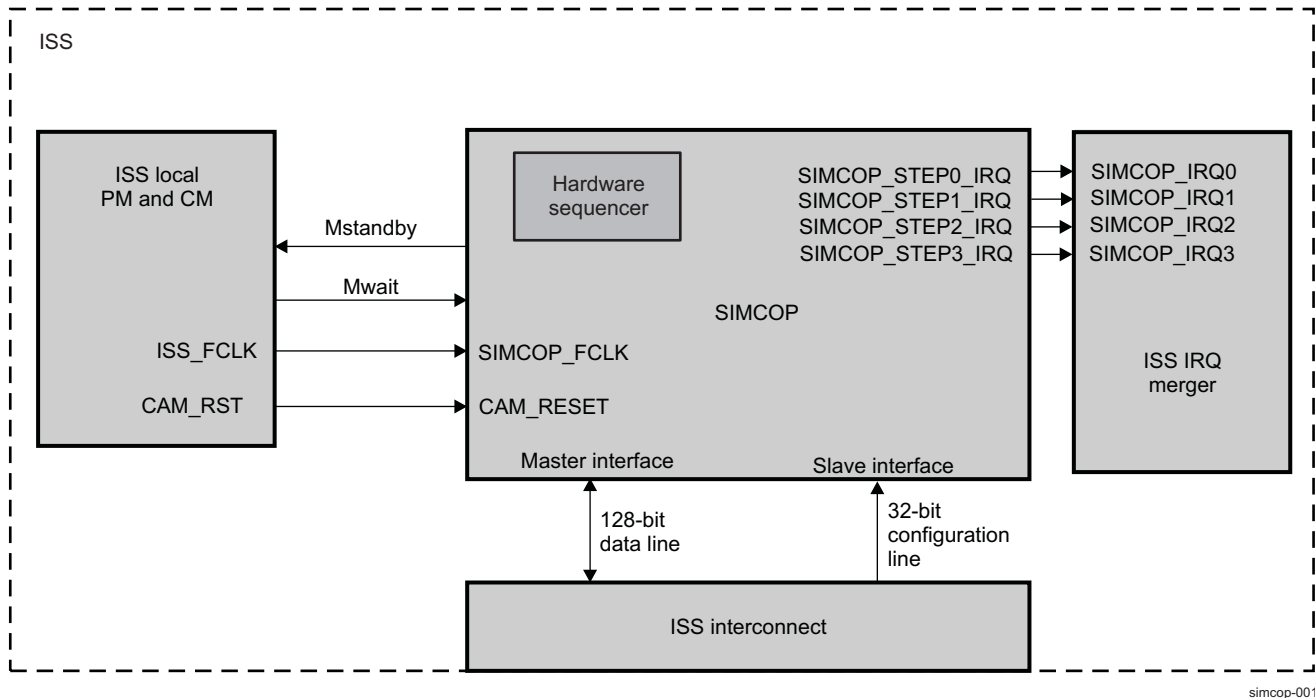 ISS
ISS local
PM and CM
Mstandby
Mwait
ISS_FCLK
CAM_RST
Hardware
sequencer
SIMCOP_STEP0_IRQ
SIMCOP_STEP1_IRQ
SIMCOP_STEP2_IRQ
SIMCOP_STEP3_IRQ
SIMCOP
SIMCOP_FCLK
CAM_RESET
Master interface
Slave interface
SIMCOP_IRQ0
SIMCOP_IRQ1
SIMCOP_IRQ2
SIMCOP_IRQ3
ISS IRQ
merger
128-bit
data line
32-bit
configuration
line
ISS interconnect
simcop-001